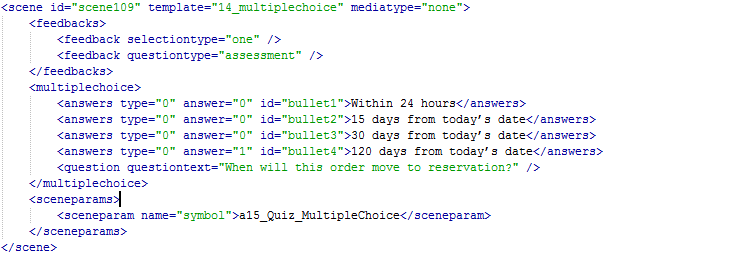 <scene id="scene109" template="14_multiplechoice" mediatype="none">
<feedbacks>
<feedback selectiontype="one" />
<feedback questiontype="assessment" />
</feedbacks>
<multiplechoice>
<answers type="0" answer="0" id="bullet1">Within 24 hours</answers>
<answers type="0" answer="0" id="bullet2">15 days from today’s date</answers>
<answers type="0" answer="0" id="bullet3">30 days from today’s date</answers>
<answers type="0" answer="1" id="bullet4">120 days from today’s date</answers>
<question questiontext="When will this order move to reservation?" />
</multiplechoice>
<sceneparams>
<sceneparam name="symbol">a15_Quiz_MultipleChoice</sceneparam>
</sceneparams>
</scene>